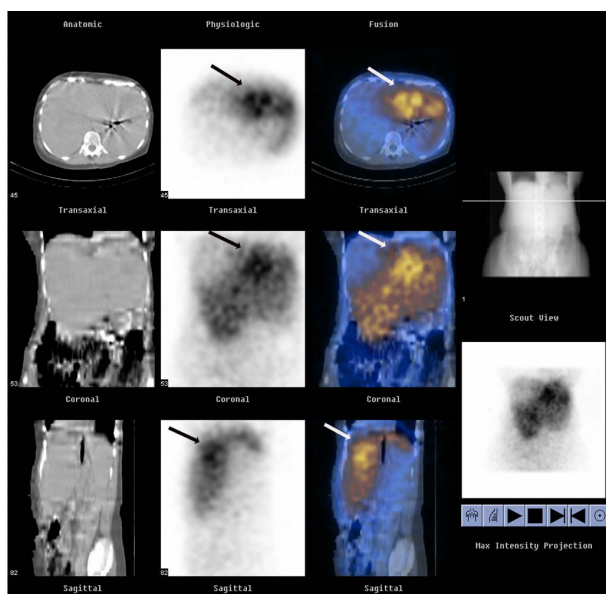 Anatomic Physiologic Fusion
45 45
Transaxial Transaxial Transaxial
1
Scout View
53 53
Coronal Coronal Coronal
82 82
Max Intensity Projection
Sagittal Sagittal Sagittal